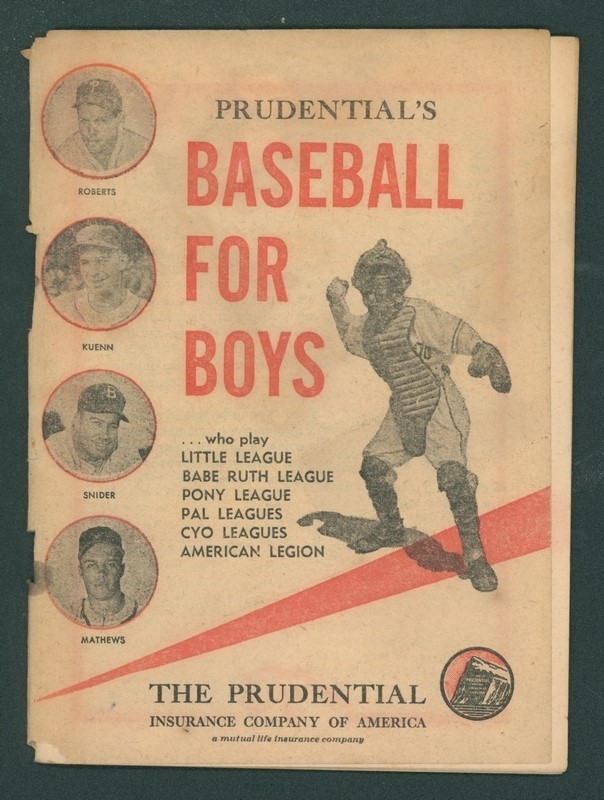 PRUDENTIAL'S
BASEBALL
FOR
BOYS
ROBERTS
KUENN
SNIDER
MATHEWS
P
B
...who play
LITTLE LEAGUE
BABE RUTH LEAGUE
PONY LEAGUE
PAL LEAGUES
CYO LEAGUES
AMERICAN LEGION
THE PRUDENTIAL
INSURANCE COMPANY OF AMERICA
a mutual life insurance company